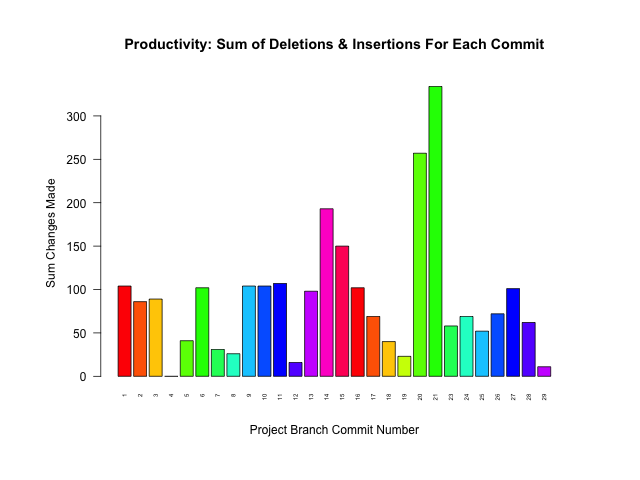 Productivity: Sum of Deletions & Insertions For Each Commit
300
250
200
150
100
50
0
Sum Changes Made
1 2 3 4 5 6 7 8 9 10 11 12 13 14 15 16 17 18 19 20 21 23 24 25 26 27 28 29
Project Branch Commit Number